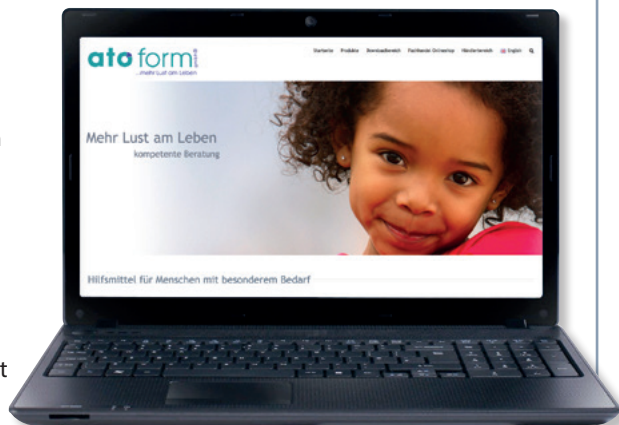 ato form
gmbH
...mehr Lust am Leben
Startseite Produkte Downloadbereich Fachhandel Onlineshop Händlerbereich English
Mehr Lust am Leben
kompetente Beratung
Hilfsmittel für Menschen mit besonderem Bedarf
t